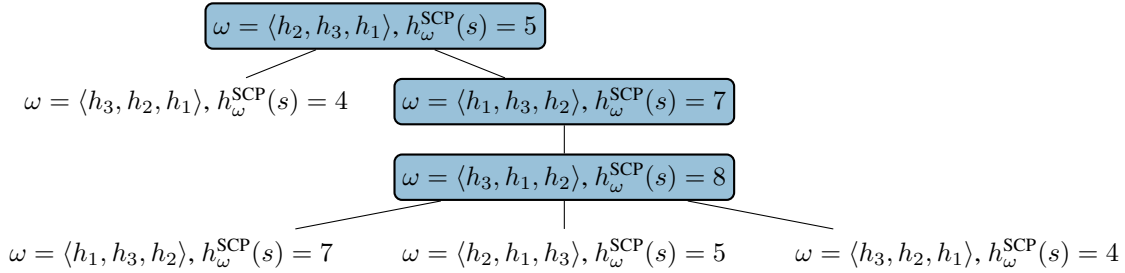 ω = ⟨h₂, h₃, h₁⟩, h_ω^SCP(s) = 5
ω = ⟨h₃, h₂, h₁⟩, h_ω^SCP(s) = 4
ω = ⟨h₁, h₃, h₂⟩, h_ω^SCP(s) = 7
ω = ⟨h₃, h₁, h₂⟩, h_ω^SCP(s) = 8
ω = ⟨h₁, h₃, h₂⟩, h_ω^SCP(s) = 7
ω = ⟨h₂, h₁, h₃⟩, h_ω^SCP(s) = 5
ω = ⟨h₃, h₂, h₁⟩, h_ω^SCP(s) = 4